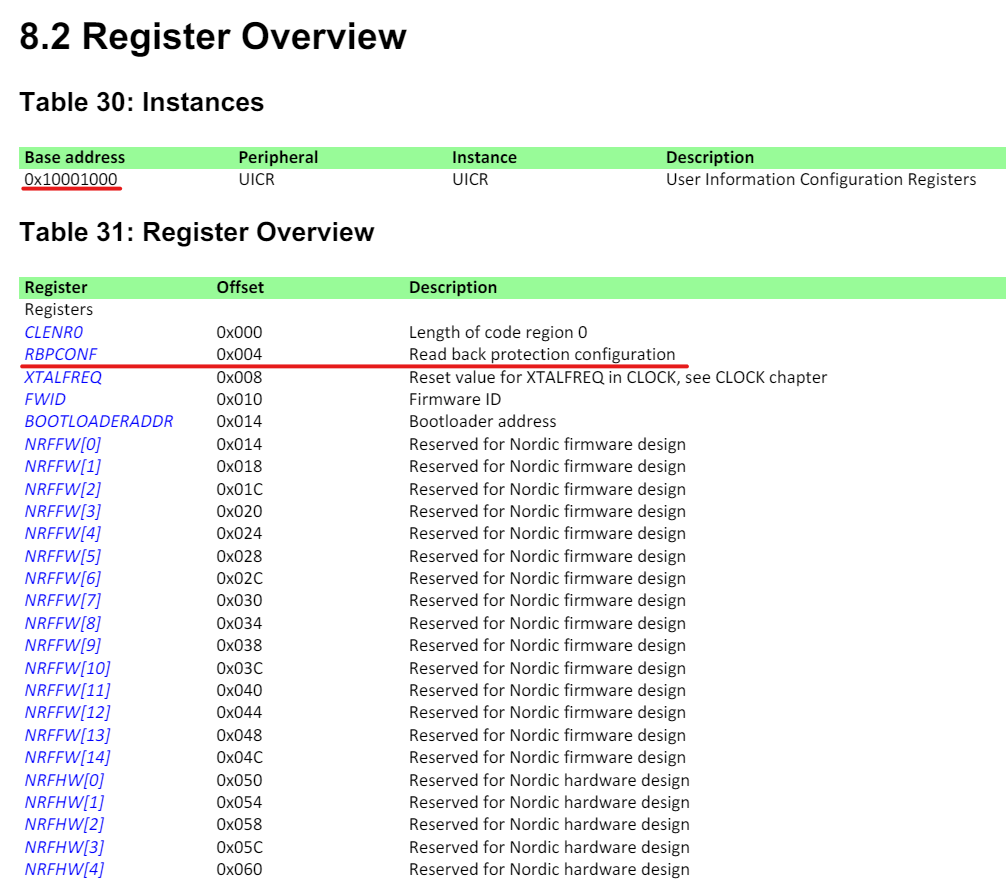 8.2 Register Overview
Table 30: Instances
Base address Peripheral Instance Description
0x10001000 UICR UICR User Information Configuration Registers
Table 31: Register Overview
Register Offset Description
Registers
CLENR0 0x000 Length of code region 0
RBPCONF 0x004 Read back protection configuration
XTALFREQ 0x008 Reset value for XTALFREQ in CLOCK, see CLOCK chapter
FWID 0x010 Firmware ID
BOOTLOADERADDR 0x014 Bootloader address
NRFFW[0] 0x014 Reserved for Nordic firmware design
NRFFW[1] 0x018 Reserved for Nordic firmware design
NRFFW[2] 0x01C Reserved for Nordic firmware design
NRFFW[3] 0x020 Reserved for Nordic firmware design
NRFFW[4] 0x024 Reserved for Nordic firmware design
NRFFW[5] 0x028 Reserved for Nordic firmware design
NRFFW[6] 0x02C Reserved for Nordic firmware design
NRFFW[7] 0x030 Reserved for Nordic firmware design
NRFFW[8] 0x034 Reserved for Nordic firmware design
NRFFW[9] 0x038 Reserved for Nordic firmware design
NRFFW[10] 0x03C Reserved for Nordic firmware design
NRFFW[11] 0x040 Reserved for Nordic firmware design
NRFFW[12] 0x044 Reserved for Nordic firmware design
NRFFW[13] 0x048 Reserved for Nordic firmware design
NRFFW[14] 0x04C Reserved for Nordic firmware design
NRFHW[0] 0x050 Reserved for Nordic hardware design
NRFHW[1] 0x054 Reserved for Nordic hardware design
NRFHW[2] 0x058 Reserved for Nordic hardware design
NRFHW[3] 0x05C Reserved for Nordic hardware design
NRFHW[4] 0x060 Reserved for Nordic hardware design